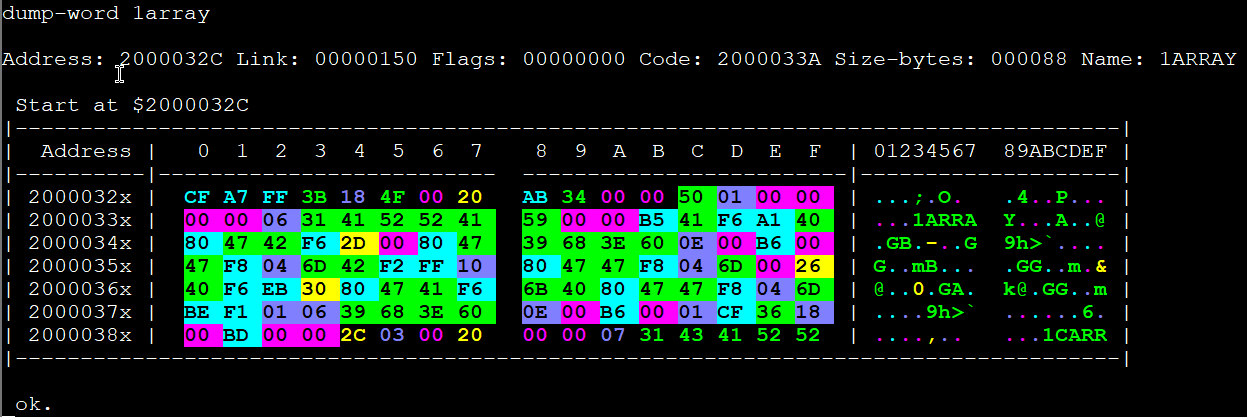 dump-word 1array
Address: 2000032C Link: 00000150 Flags: 00000000 Code: 2000033A Size-bytes: 000088 Name: 1ARRAY
Start at $2000032C
|---------------------------------------------------------------------------------------|
|  Address |   0  1  2  3  4  5  6  7   8  9  A  B  C  D  E  F  | 01234567  89ABCDEF |
|----------|--------------------------  ------------------------|--------------------|
| 2000032x |  CF A7 FF 3B 18 4F 00 20  AB 34 00 00 50 01 00 00 | ...;.O.   .4..P... |
| 2000033x |  00 00 06 31 41 52 52 41  59 00 00 B5 41 F6 A1 40 | ...1ARRA  Y...A..@ |
| 2000034x |  80 47 42 F6 2D 00 80 47  39 68 3E 60 0E 00 B6 00 | .GB.-..G  9h>`.... |
| 2000035x |  47 F8 04 6D 42 F2 FF 10  80 47 47 F8 04 6D 00 26 | G..mB...  .GG..m.& |
| 2000036x |  40 F6 EB 30 80 47 41 F6  6B 40 80 47 47 F8 04 6D | @..0.GA.  k@.GG..m |
| 2000037x |  BE F1 01 06 39 68 3E 60  0E 00 B6 00 01 CF 36 18 | ....9h>`  ......6. |
| 2000038x |  00 BD 00 00 2C 03 00 20  00 00 07 31 43 41 52 52 | ....,..   ...1CARR |
|---------------------------------------------------------------------------------------|
ok.